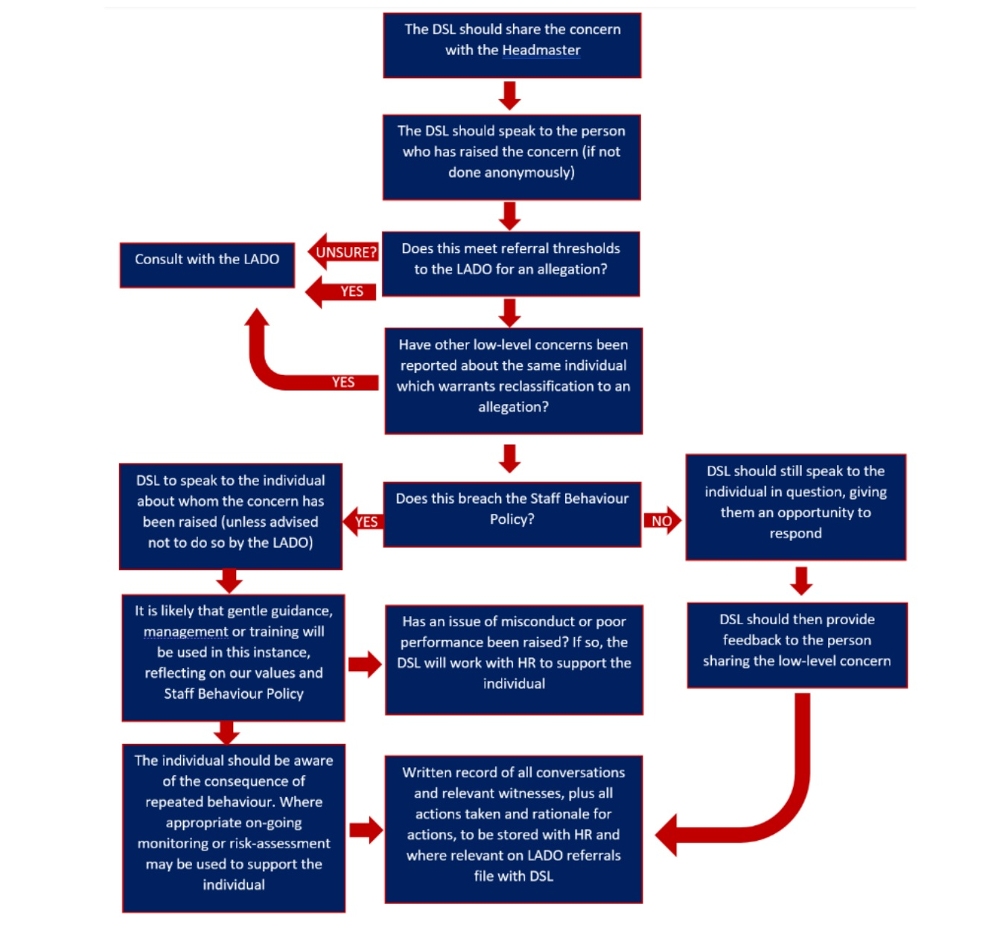 The DSL should share the concern
with the Headmaster
The DSL should speak to the person
who has raised the concern (if not
done anonymously)
Does this meet referral thresholds
to the LADO for an allegation?
UNSURE?
YES
Consult with the LADO
Have other low-level concerns been
reported about the same individual
which warrants reclassification to an
allegation?
YES
Does this breach the Staff Behaviour
Policy?
YES
NO
DSL to speak to the individual
about whom the concern has
been raised (unless advised
not to do so by the LADO)
DSL should still speak to the
individual in question, giving
them an opportunity to
respond
It is likely that gentle guidance,
management or training will
be used in this instance,
reflecting on our values and
Staff Behaviour Policy
Has an issue of misconduct or poor
performance been raised? If so, the
DSL will work with HR to support the
individual
DSL should then provide
feedback to the person
sharing the low-level concern
The individual should be aware
of the consequence of
repeated behaviour. Where
appropriate on-going
monitoring or risk-assessment
may be used to support the
individual
Written record of all conversations
and relevant witnesses, plus all
actions taken and rationale for
actions, to be stored with HR and
where relevant on LADO referrals
file with DSL